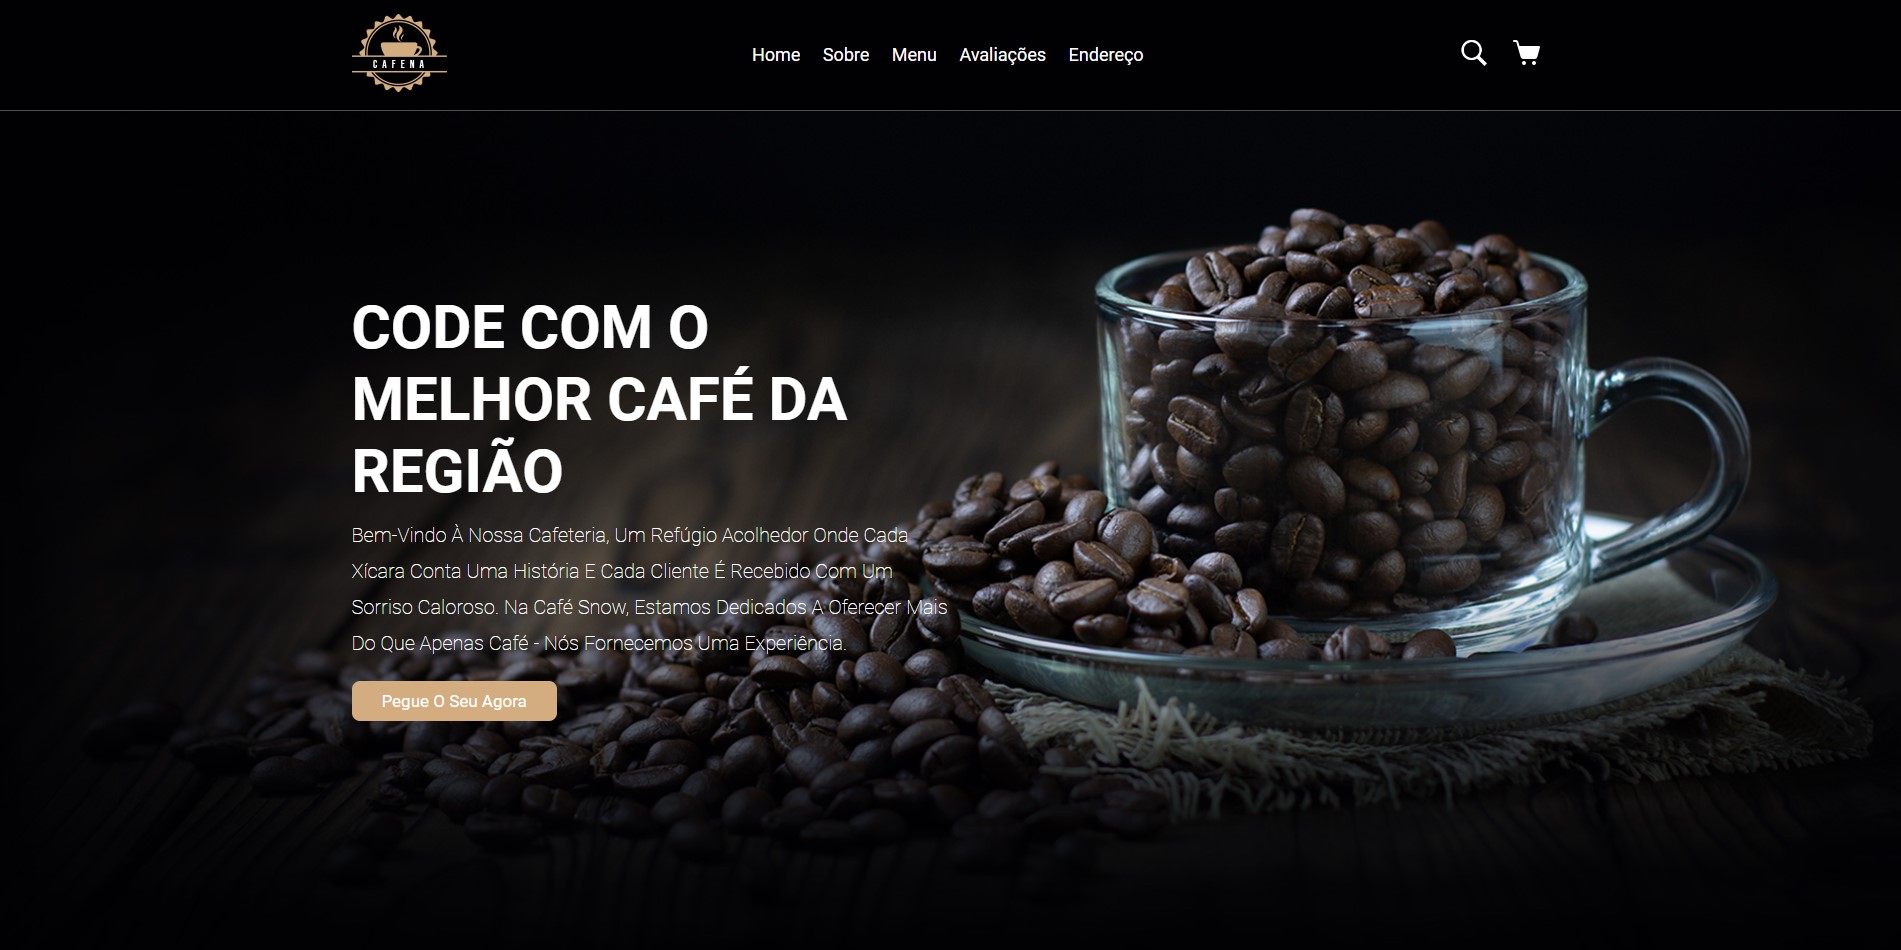 CAFENA
Home Sobre Menu Avaliações Endereço
CODE COM O
MELHOR CAFÉ DA
REGIÃO
Bem-Vindo À Nossa Cafeteria, Um Refúgio Acolhedor Onde Cada
Xícara Conta Uma História E Cada Cliente É Recebido Com Um
Sorriso Caloroso. Na Café Snow, Estamos Dedicados A Oferecer Mais
Do Que Apenas Café - Nós Fornecemos Uma Experiência.
Pegue O Seu Agora